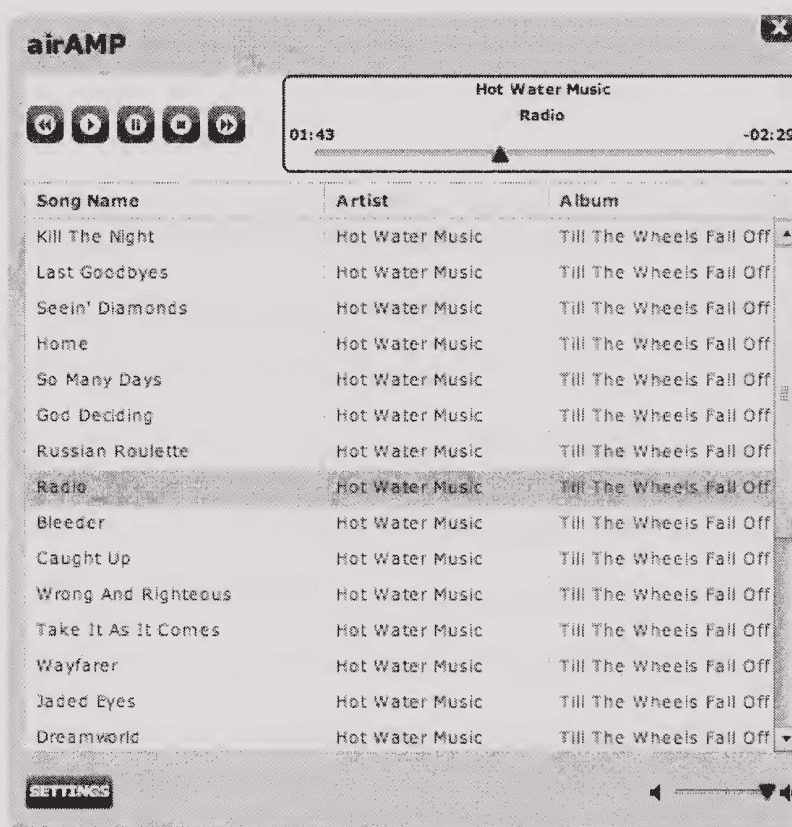 airAMP
Hot Water Music
Radio
01:43 -02:29
Song Name Artist Album
Kill The Night Hot Water Music Till The Wheels Fall Off
Last Goodbyes Hot Water Music Till The Wheels Fall Off
Seein' Diamonds Hot Water Music Till The Wheels Fall Off
Home Hot Water Music Till The Wheels Fall Off
So Many Days Hot Water Music Till The Wheels Fall Off
God Deciding Hot Water Music Till The Wheels Fall Off
Russian Roulette Hot Water Music Till The Wheels Fall Off
Radio Hot Water Music Till The Wheels Fall Off
Bleeder Hot Water Music Till The Wheels Fall Off
Caught Up Hot Water Music Till The Wheels Fall Off
Wrong And Righteous Hot Water Music Till The Wheels Fall Off
Take It As It Comes Hot Water Music Till The Wheels Fall Off
Wayfarer Hot Water Music Till The Wheels Fall Off
Jaded Eyes Hot Water Music Till The Wheels Fall Off
Dreamworld Hot Water Music Till The Wheels Fall Off
SETTINGS